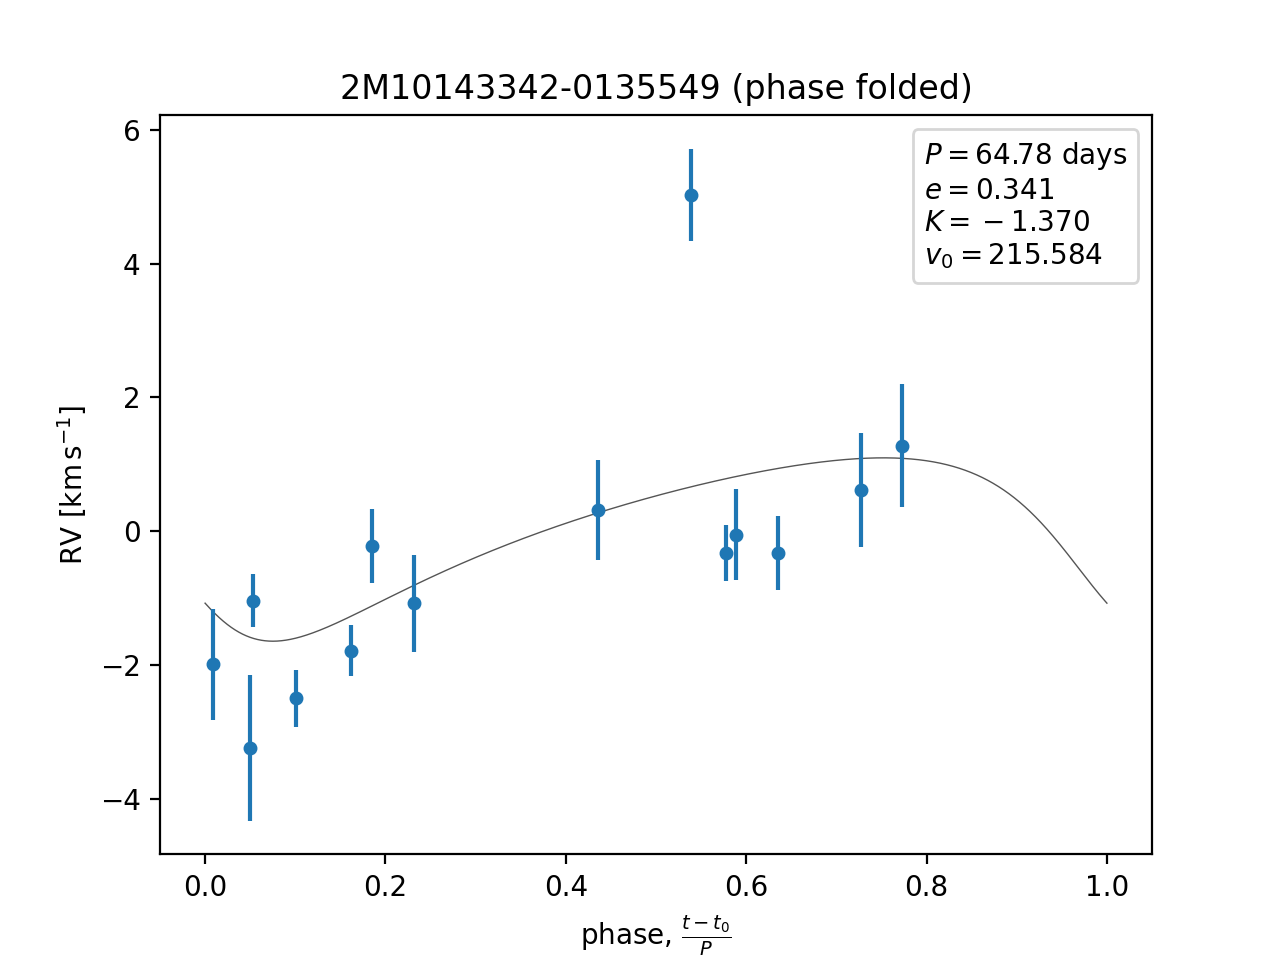 2M10143342-0135549 (phase folded)
P = 64.78 days
e = 0.341
K = −1.370
v₀ = 215.584
6
4
2
0
−2
−4
RV [km s⁻¹]
0.0 0.2 0.4 0.6 0.8 1.0
phase, (t − t₀)/P